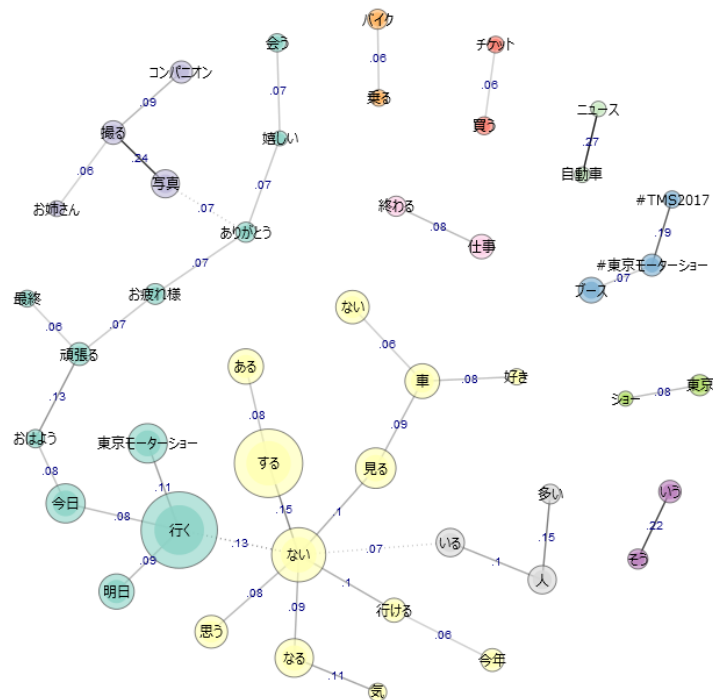 バイク
.06
乗る
チケット
.06
買う
会う
.07
嬉しい
.07
コンパニオン
.09
撮る
.24
写真
.06
お姉さん
.07
ありがとう
.07
お疲れ様
.07
最終
.06
頑張る
.13
おはよう
.08
今日
.08
東京モーターショー
.11
行く
.09
明日
.13
ニュース
.27
自動車
#TMS2017
.19
#東京モーターショー
.07
ブース
終わる
.08
仕事
ショー
.08
東京
いう
.22
そう
ない
.06
車
.08
好き
.09
見る
.1
ある
.08
する
.15
ない
.07
いる
.1
人
.15
多い
.08
思う
.09
なる
.11
気
.1
行ける
.06
今年